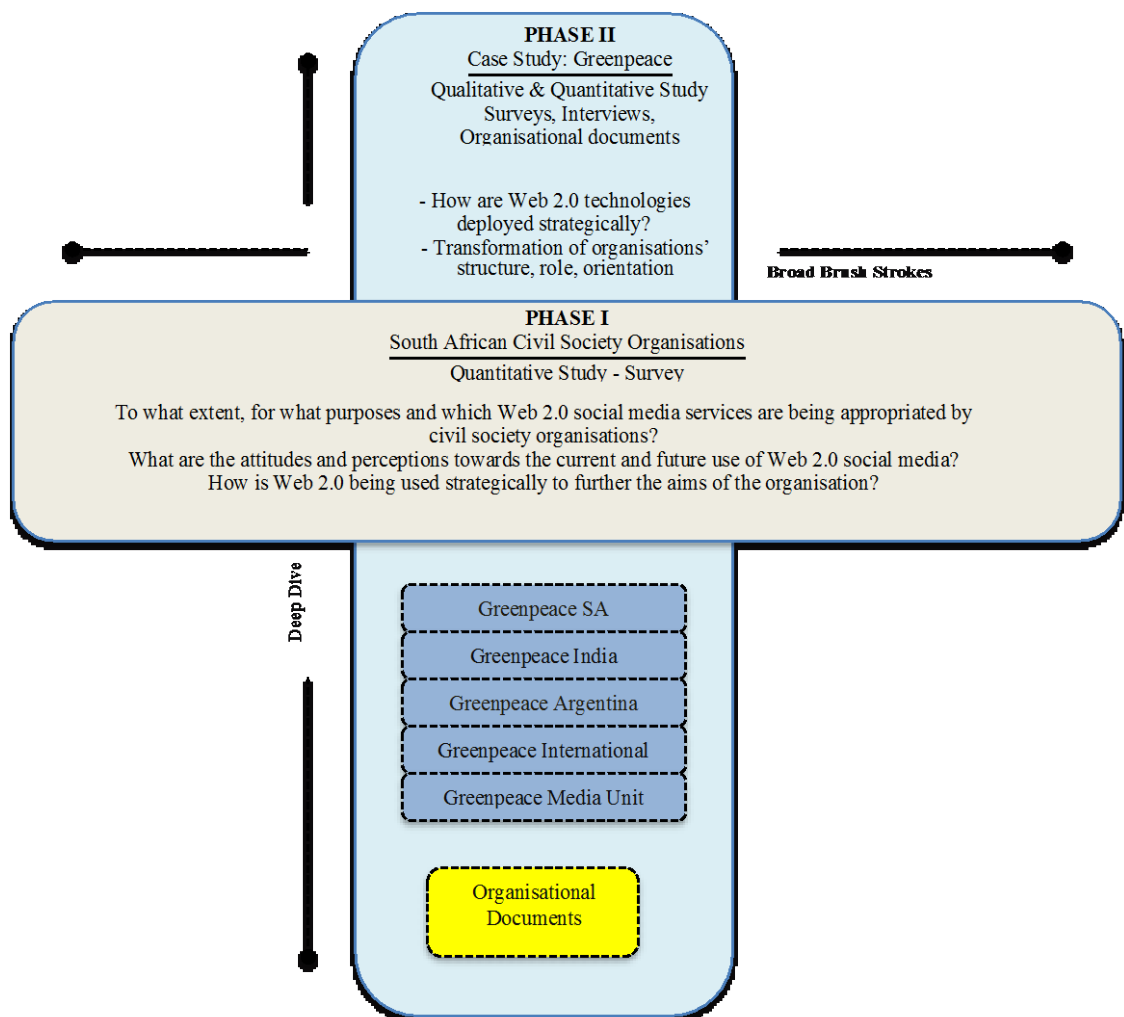 PHASE II
Case Study: Greenpeace
Qualitative & Quantitative Study
Surveys, Interviews,
Organisational documents
- How are Web 2.0 technologies
deployed strategically?
- Transformation of organisations’
structure, role, orientation
Broad Brush Strokes
PHASE I
South African Civil Society Organisations
Quantitative Study - Survey
To what extent, for what purposes and which Web 2.0 social media services are being appropriated by
civil society organisations?
What are the attitudes and perceptions towards the current and future use of Web 2.0 social media?
How is Web 2.0 being used strategically to further the aims of the organisation?
Deep Dive
Greenpeace SA
Greenpeace India
Greenpeace Argentina
Greenpeace International
Greenpeace Media Unit
Organisational
Documents